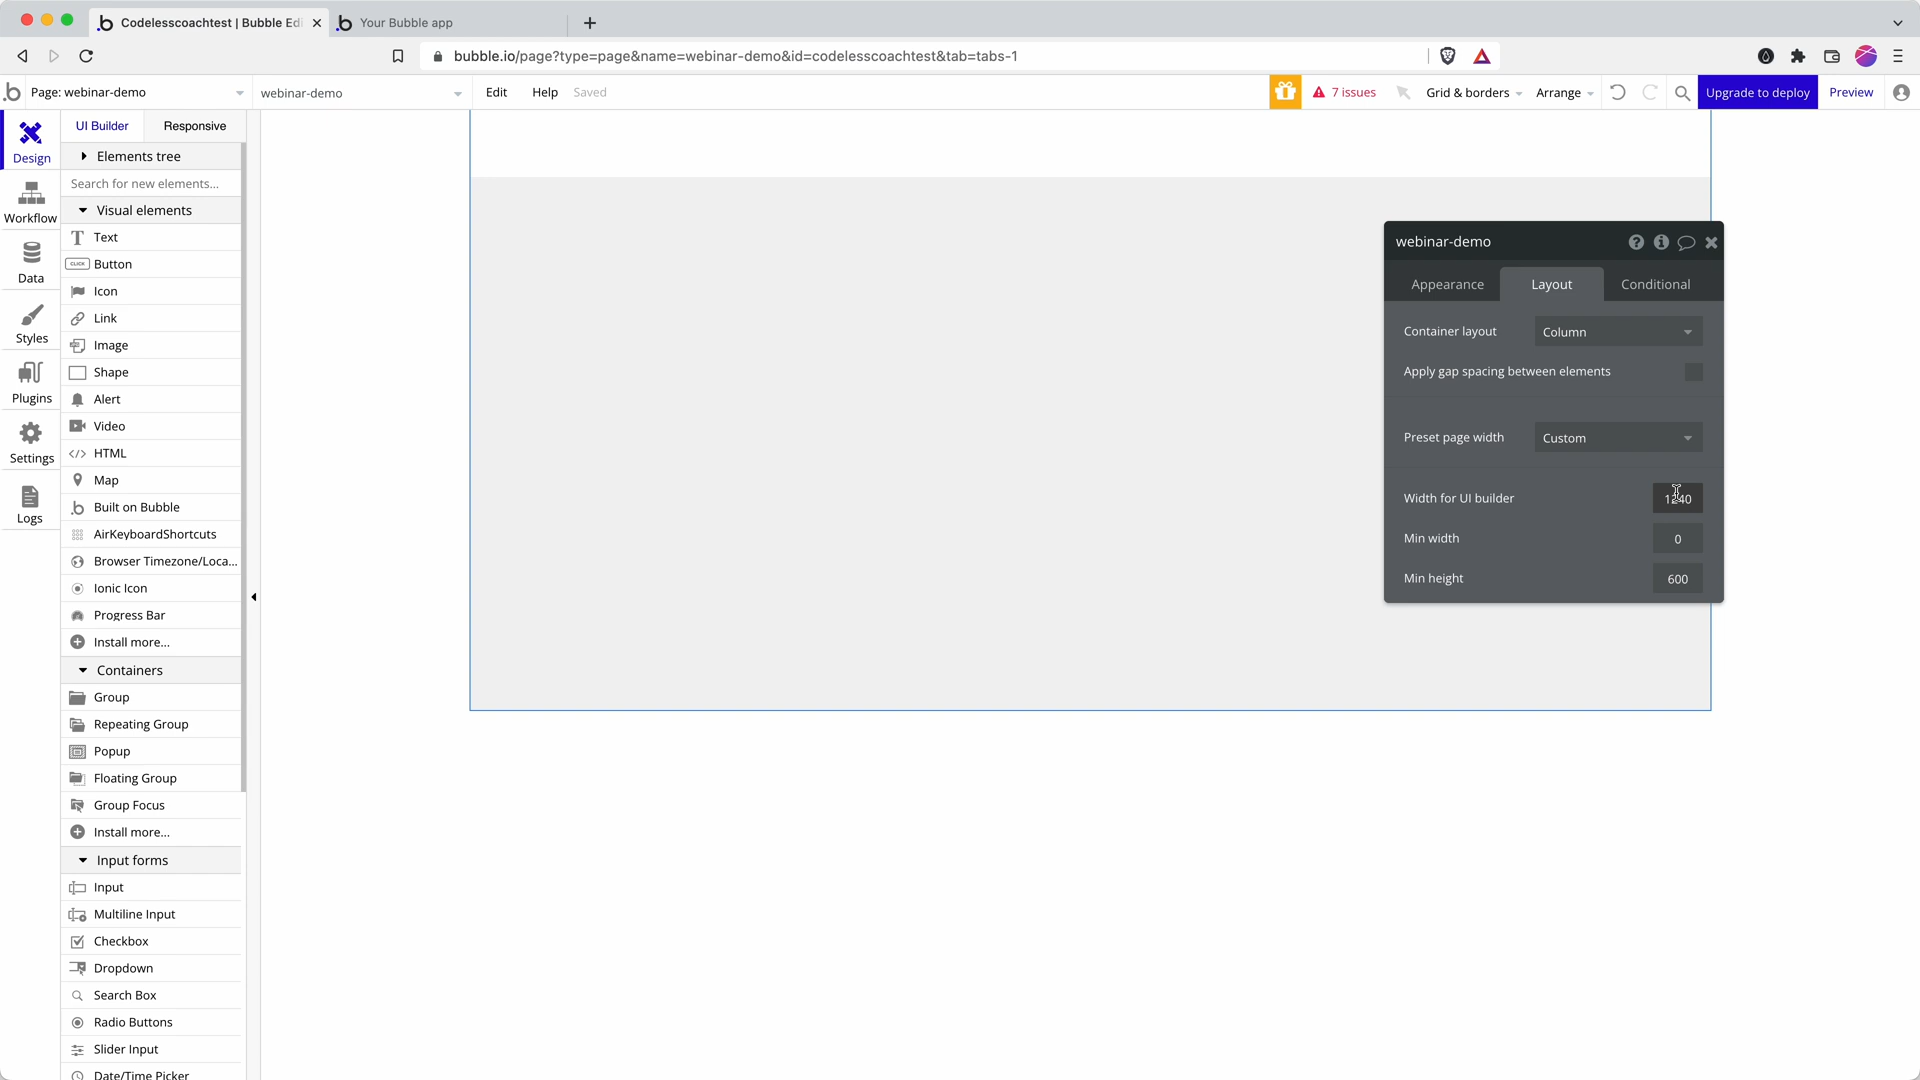 Codelesscoachtest | Bubble Edi
Your Bubble app
bubble.io/page?type=page&name=webinar-demo&id=codelesscoachtest&tab=tabs-1
Page: webinar-demo
webinar-demo
Edit
Help
Saved
7 issues
Grid & borders
Arrange
Upgrade to deploy
Preview
Design
Workflow
Data
Styles
Plugins
Settings
Logs
UI Builder
Responsive
Elements tree
Search for new elements...
Visual elements
Text
CLICK
Button
Icon
Link
Image
Shape
Alert
Video
HTML
Map
Built on Bubble
AirKeyboardShortcuts
Browser Timezone/Loca...
Ionic Icon
Progress Bar
Install more...
Containers
Group
Repeating Group
Popup
Floating Group
Group Focus
Install more...
Input forms
Input
Multiline Input
Checkbox
Dropdown
Search Box
Radio Buttons
Slider Input
Date/Time Picker
webinar-demo
Appearance
Layout
Conditional
Container layout
Column
Apply gap spacing between elements
Preset page width
Custom
Width for UI builder
1240
Min width
0
Min height
600